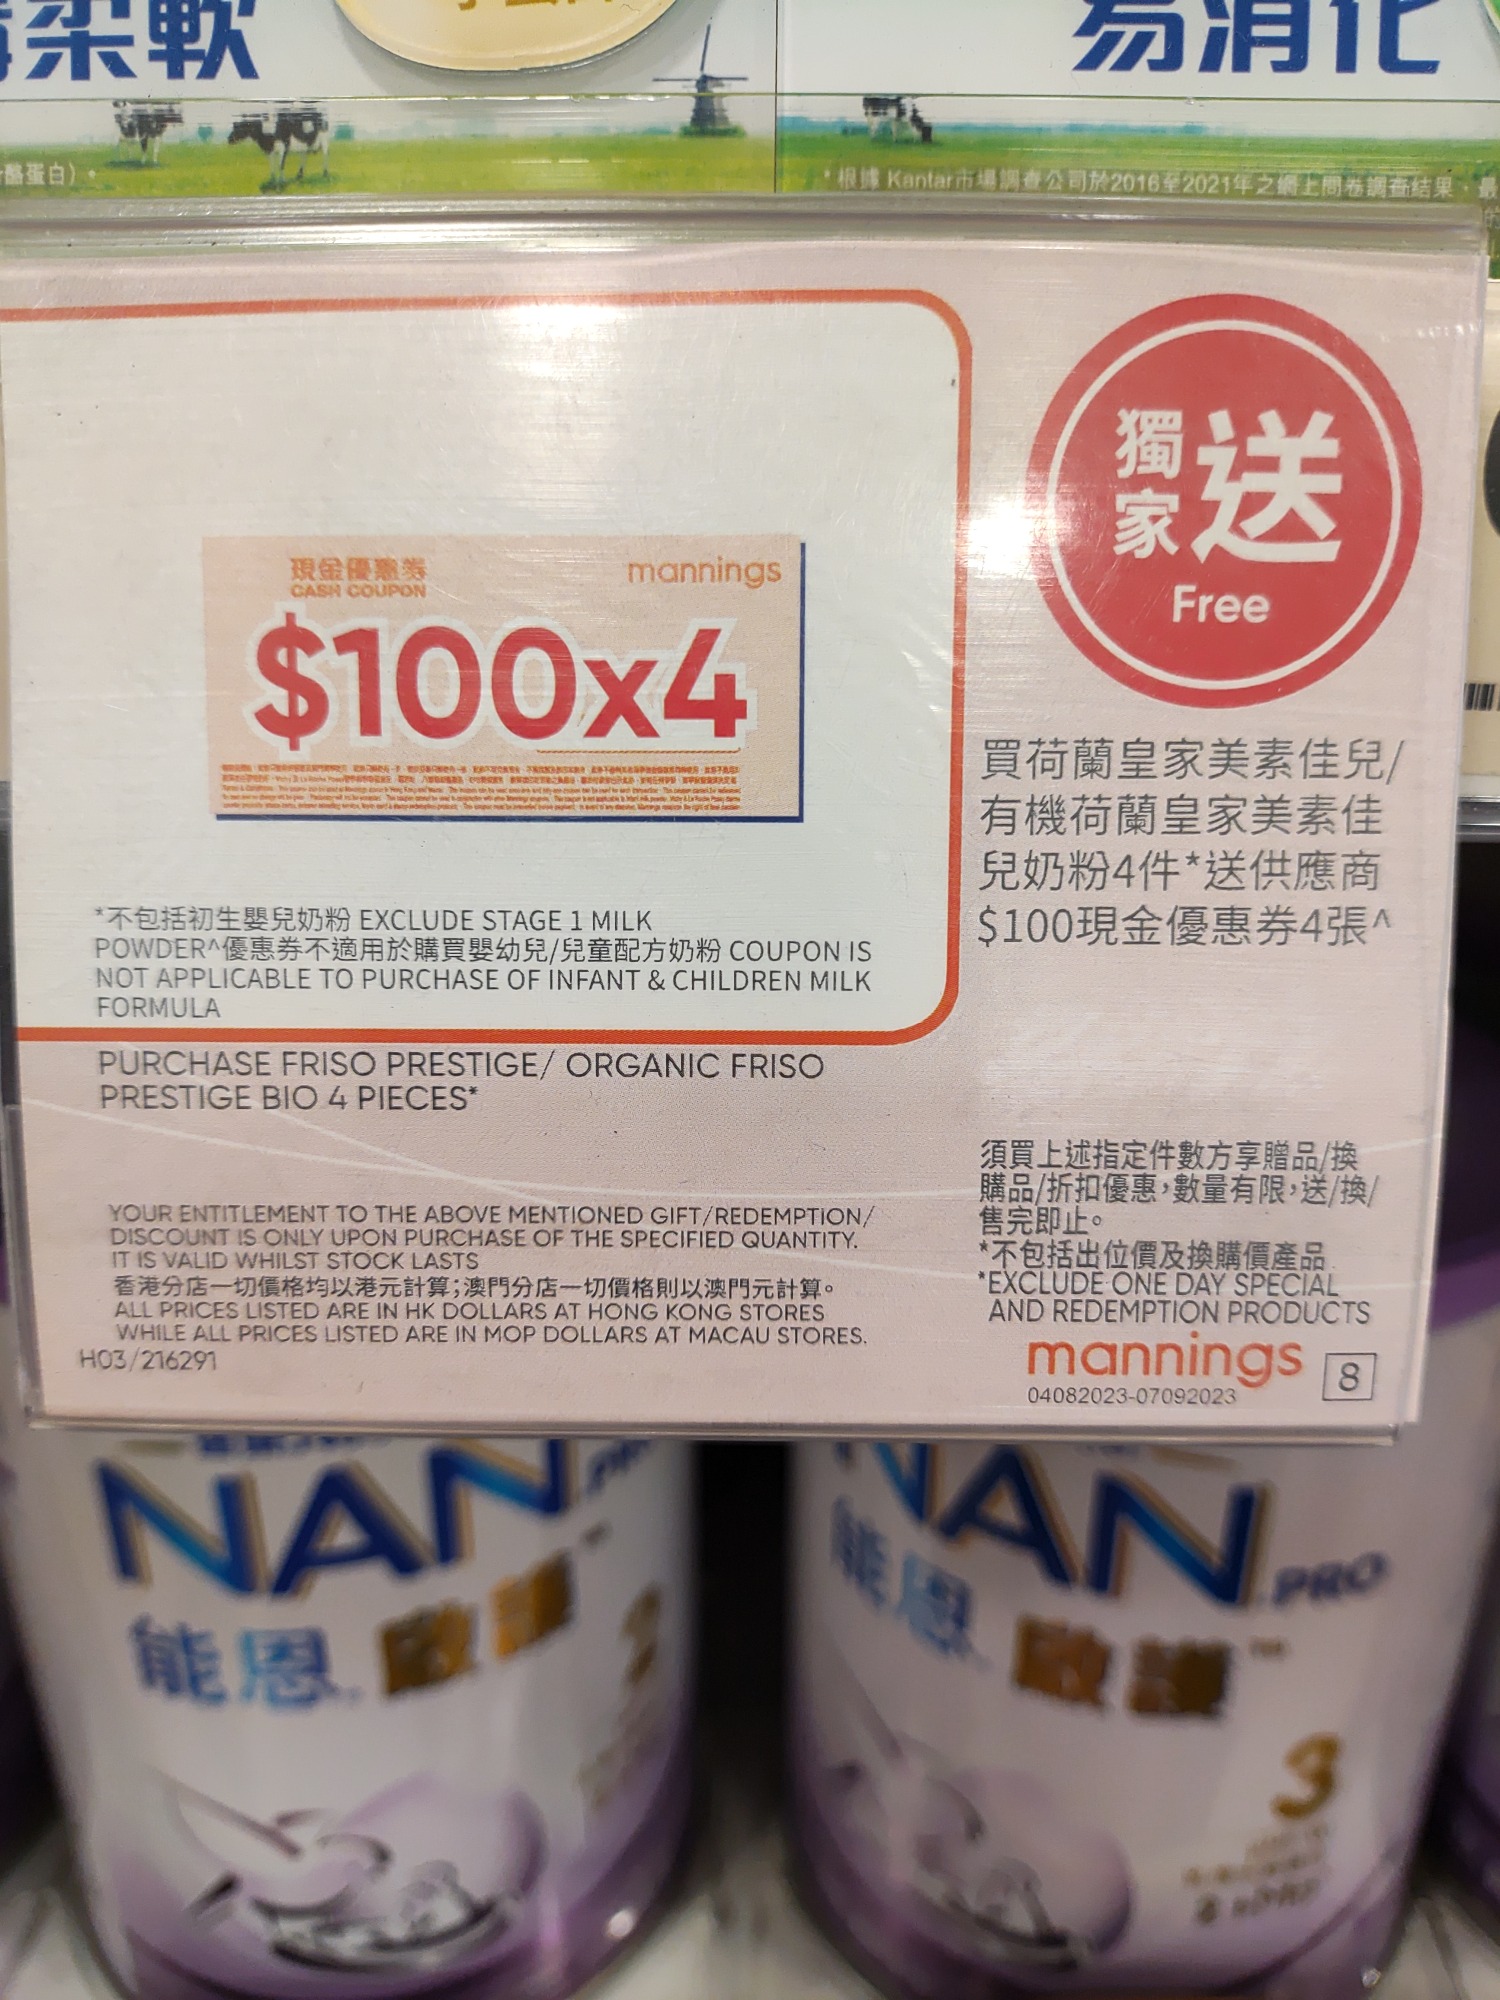 柔軟
易消化
酪蛋白）。
*根據 Kantar市場調查公司於2016至2021年之網上問卷調查結果，最
獨家
送
Free
現金優惠券
CASH COUPON
mannings
$100x4
買荷蘭皇家美素佳兒/
有機荷蘭皇家美素佳
兒奶粉4件*送供應商
$100現金優惠券4張^
*不包括初生嬰兒奶粉 EXCLUDE STAGE 1 MILK
POWDER^優惠券不適用於購買嬰幼兒/兒童配方奶粉 COUPON IS
NOT APPLICABLE TO PURCHASE OF INFANT & CHILDREN MILK
FORMULA
PURCHASE FRISO PRESTIGE/ ORGANIC FRISO
PRESTIGE BIO 4 PIECES*
須買上述指定件數方享贈品/換
購品/折扣優惠，數量有限，送/換/
售完即止。
*不包括出位價及換購價產品
*EXCLUDE ONE DAY SPECIAL
AND REDEMPTION PRODUCTS
YOUR ENTITLEMENT TO THE ABOVE MENTIONED GIFT/REDEMPTION/
DISCOUNT IS ONLY UPON PURCHASE OF THE SPECIFIED QUANTITY.
IT IS VALID WHILST STOCK LASTS
香港分店一切價格均以港元計算；澳門分店一切價格則以澳門元計算。
ALL PRICES LISTED ARE IN HK DOLLARS AT HONG KONG STORES
WHILE ALL PRICES LISTED ARE IN MOP DOLLARS AT MACAU STORES.
H03/216291
mannings
8
04082023-07092023
NAN
能恩 啟護
2
NAN PRO
能恩 啟護™
3